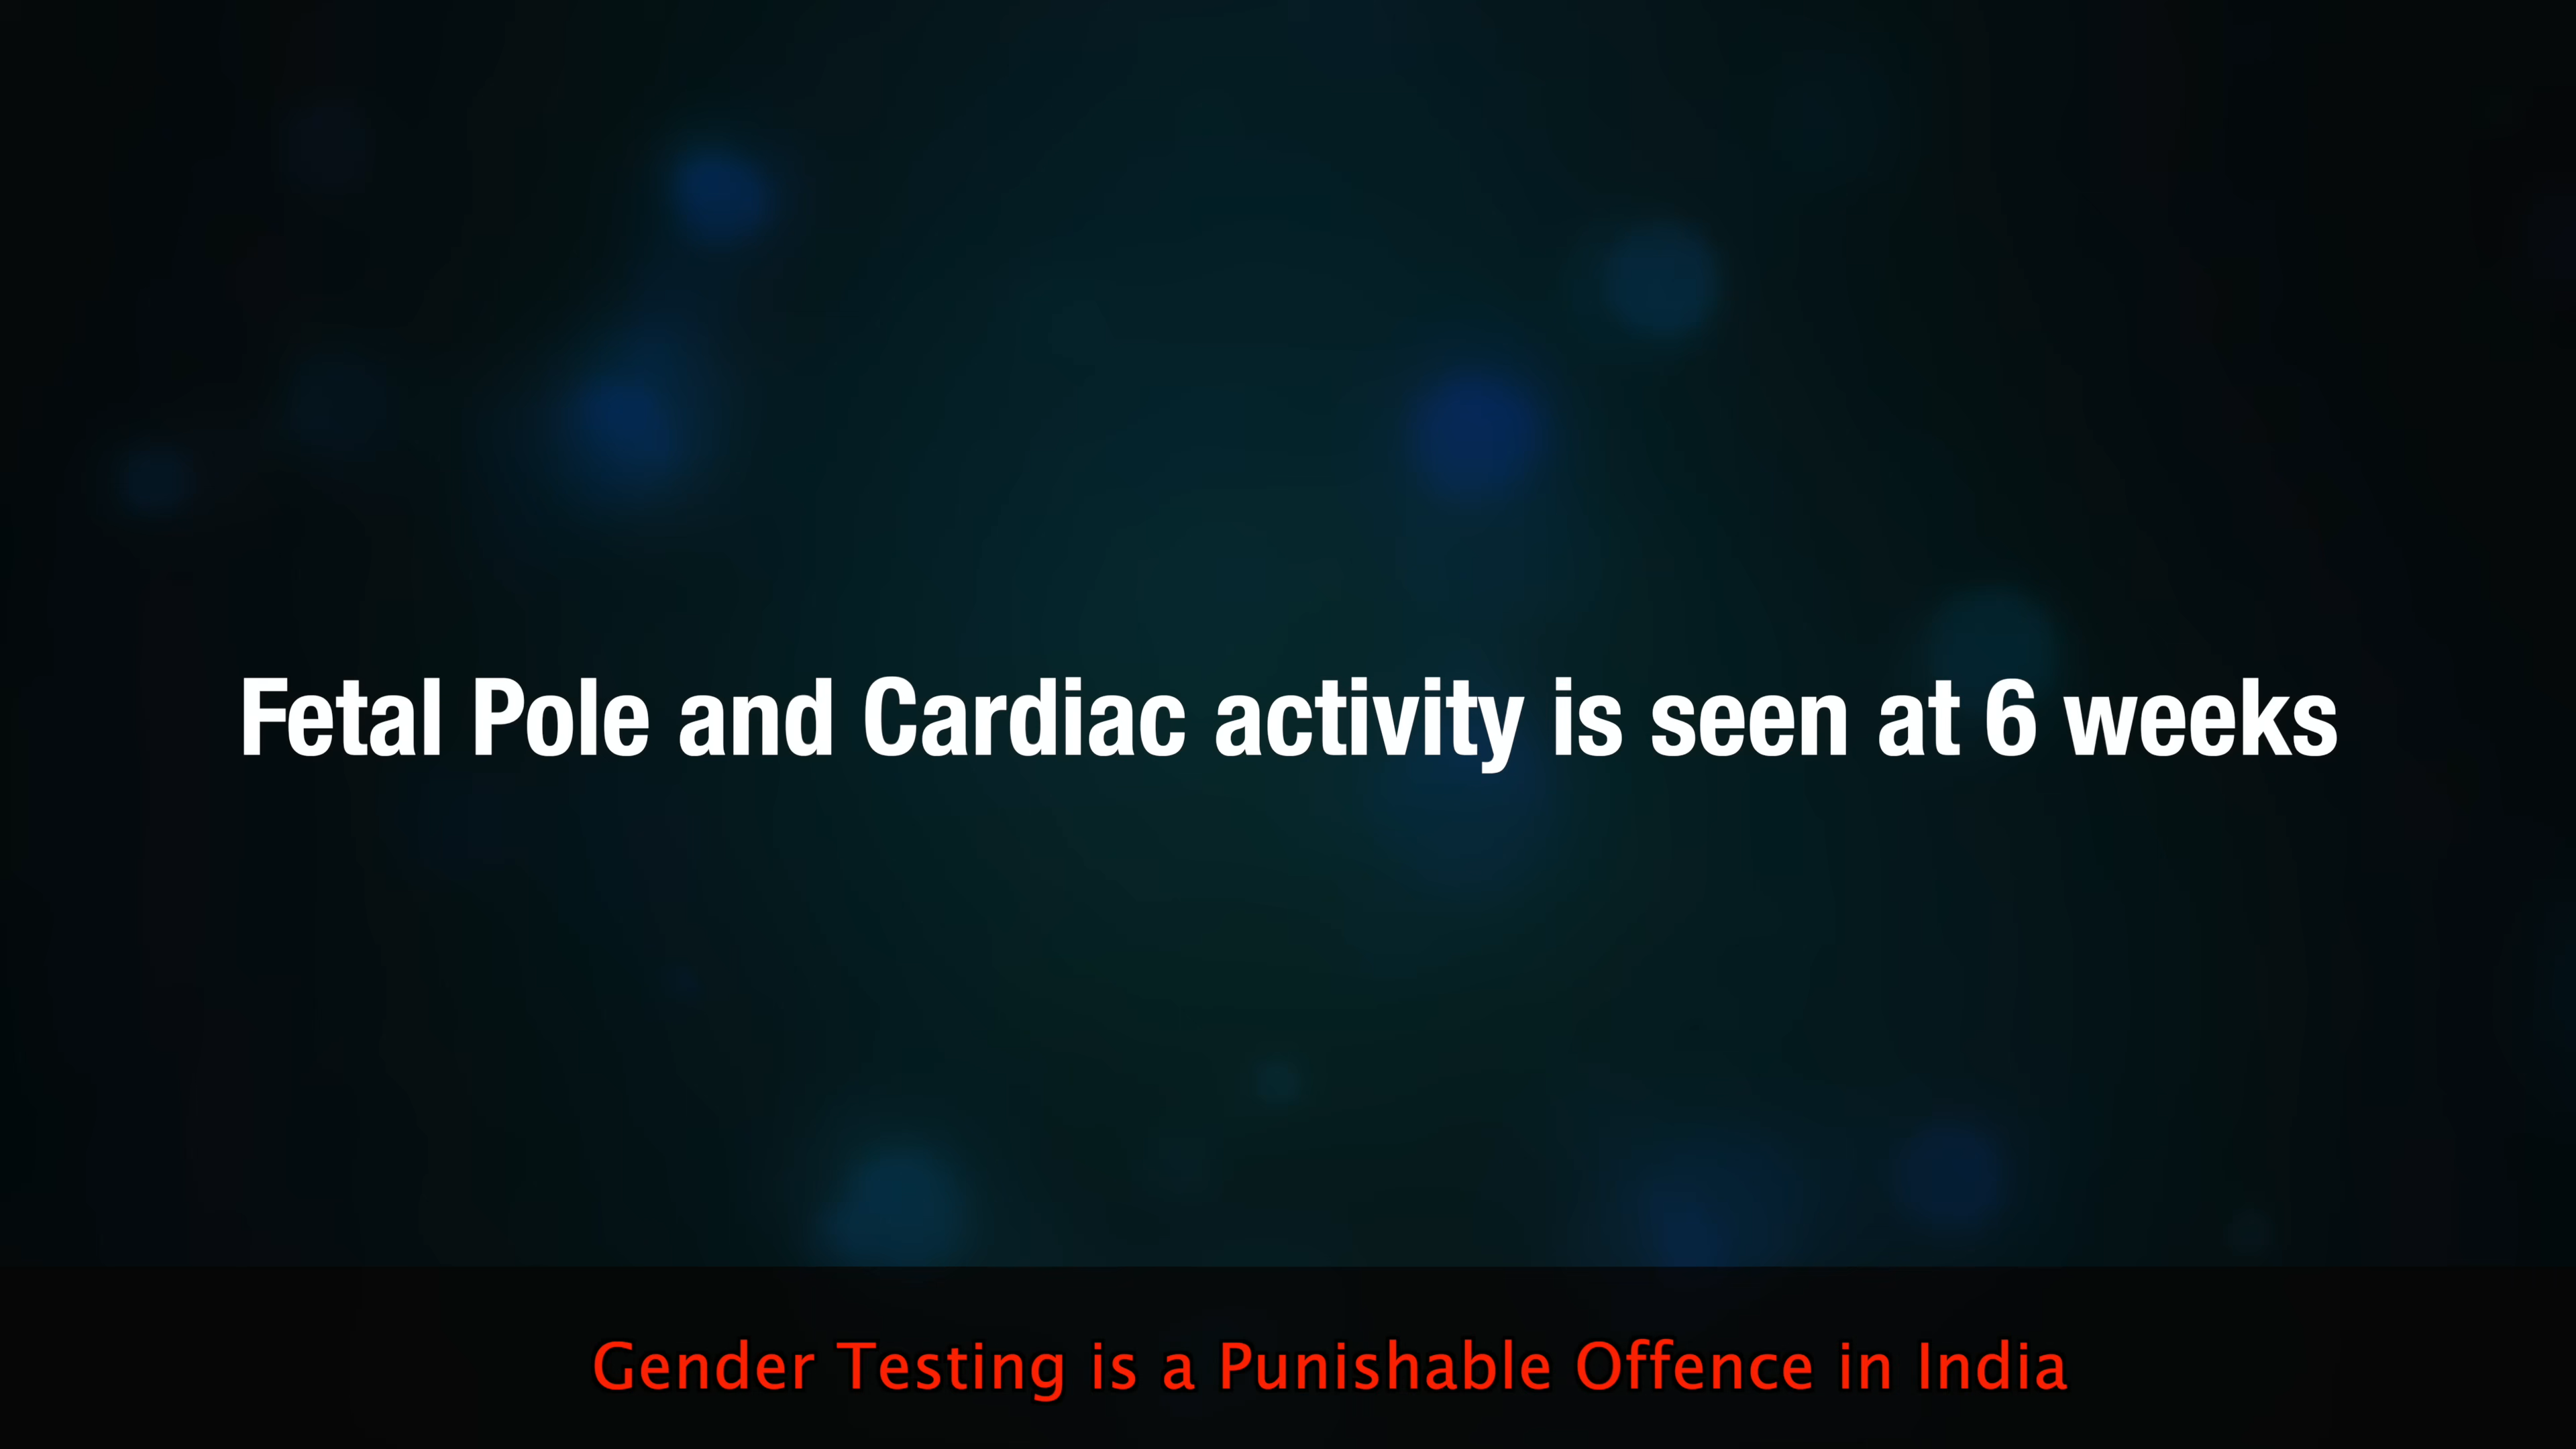 Fetal Pole and Cardiac activity is seen at 6 weeks
Gender Testing is a Punishable Offence in India